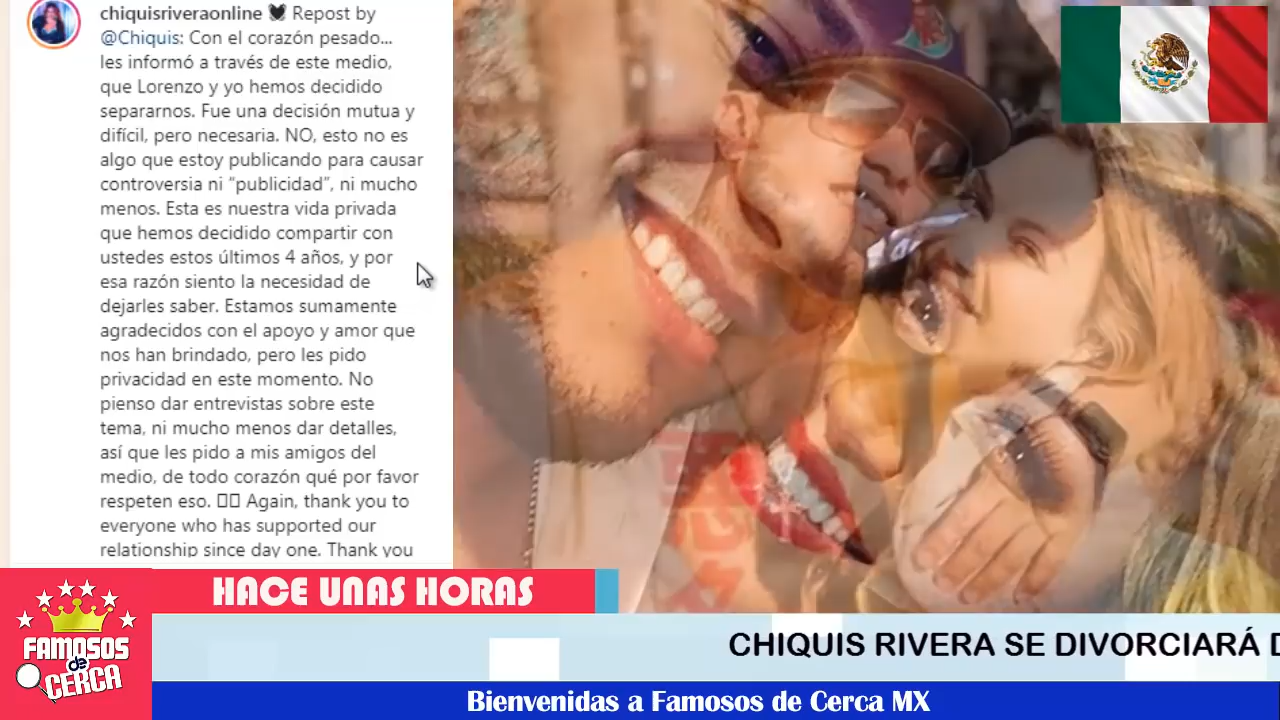 chiquisriveraonline Repost by
@Chiquis: Con el corazón pesado...
les informó a través de este medio,
que Lorenzo y yo hemos decidido
separarnos. Fue una decisión mutua y
difícil, pero necesaria. NO, esto no es
algo que estoy publicando para causar
controversia ni “publicidad”, ni mucho
menos. Esta es nuestra vida privada
que hemos decidido compartir con
ustedes estos últimos 4 años, y por
esa razón siento la necesidad de
dejarles saber. Estamos sumamente
agradecidos con el apoyo y amor que
nos han brindado, pero les pido
privacidad en este momento. No
pienso dar entrevistas sobre este
tema, ni mucho menos dar detalles,
así que les pido a mis amigos del
medio, de todo corazón qué por favor
respeten eso. Again, thank you to
everyone who has supported our
relationship since day one. Thank you
HACE UNAS HORAS
FAMOSOS
de
CERCA
CHIQUIS RIVERA SE DIVORCIARÁ D
Bienvenidas a Famosos de Cerca MX